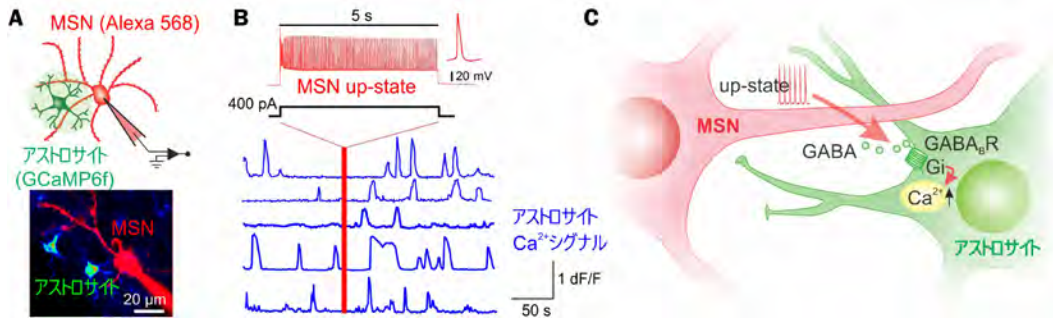 A
MSN (Alexa 568)
アストロサイト
(GCaMP6f)
MSN
アストロサイト
20 μm
B
5 s
20 mV
MSN up-state
400 pA
アストロサイト
Ca²⁺シグナル
1 dF/F
50 s
C
up-state
MSN
GABA
GABA_BR
Gi
Ca²⁺
アストロサイト